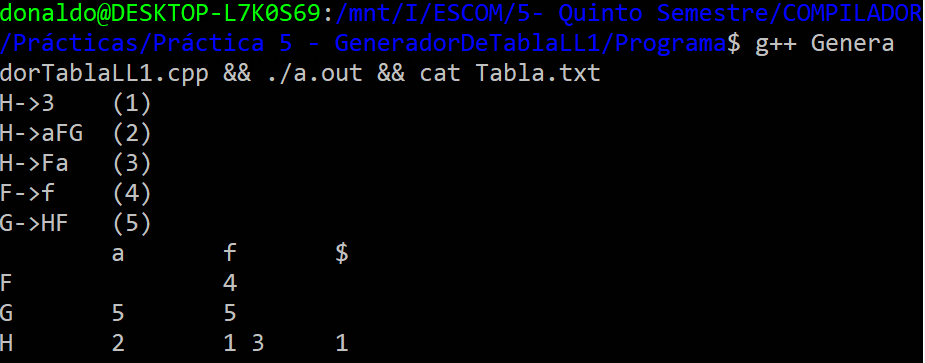 donaldo@DESKTOP-L7K0S69:/mnt/I/ESCOM/5- Quinto Semestre/COMPILADOR
/Prácticas/Práctica 5 - GeneradorDeTablaLL1/Programa$ g++ Genera
dorTablaLL1.cpp && ./a.out && cat Tabla.txt
H->3    (1)
H->aFG  (2)
H->Fa   (3)
F->f    (4)
G->HF   (5)
        a       f       $
F               4
G       5       5
H       2       1 3     1